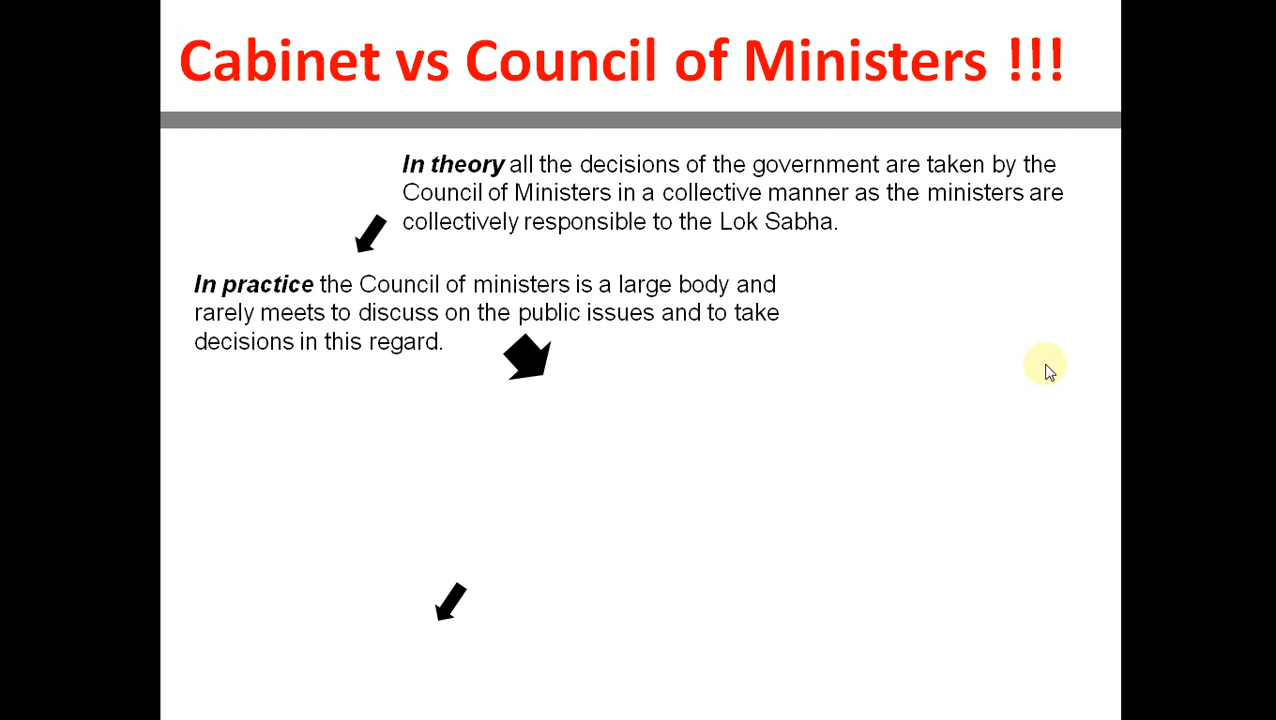 Cabinet vs Council of Ministers !!!
In theory all the decisions of the government are taken by the
Council of Ministers in a collective manner as the ministers are
collectively responsible to the Lok Sabha.
In practice the Council of ministers is a large body and
rarely meets to discuss on the public issues and to take
decisions in this regard.